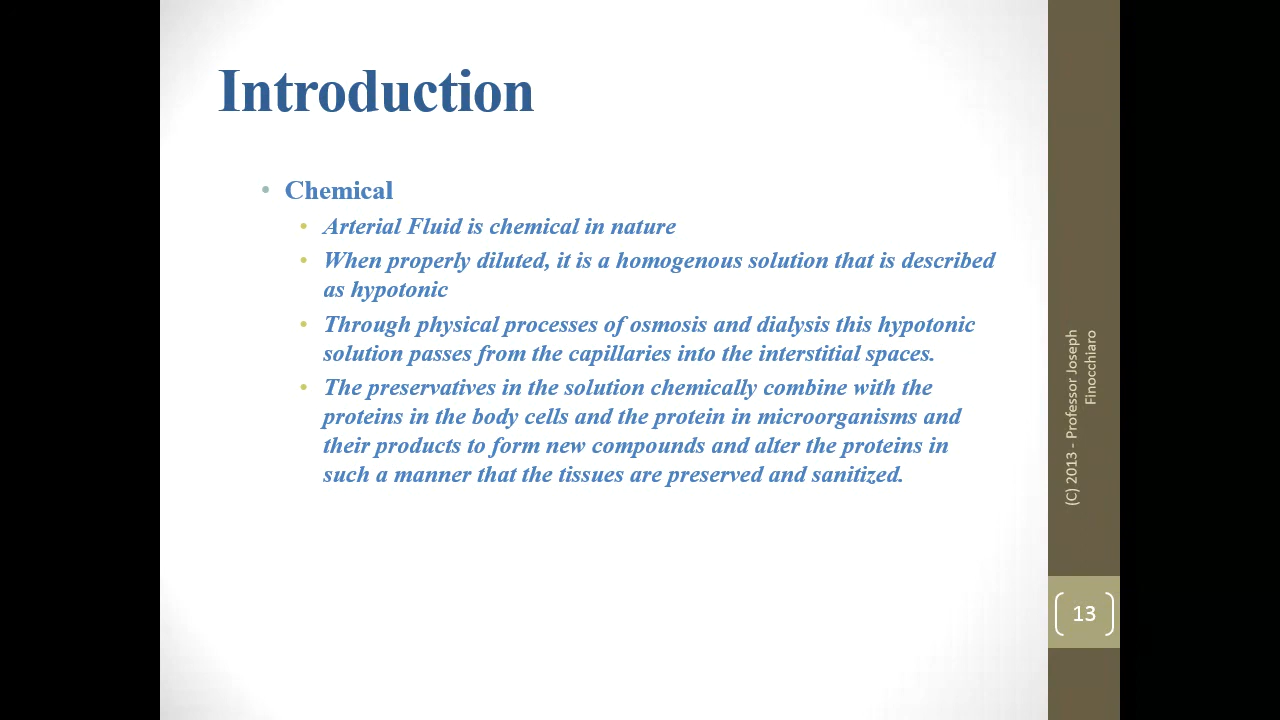 Introduction
• Chemical
• Arterial Fluid is chemical in nature
• When properly diluted, it is a homogenous solution that is described
as hypotonic
• Through physical processes of osmosis and dialysis this hypotonic
solution passes from the capillaries into the interstitial spaces.
• The preservatives in the solution chemically combine with the
proteins in the body cells and the protein in microorganisms and
their products to form new compounds and alter the proteins in
such a manner that the tissues are preserved and sanitized.
(C) 2013 - Professor Joseph
Finocchiaro
13